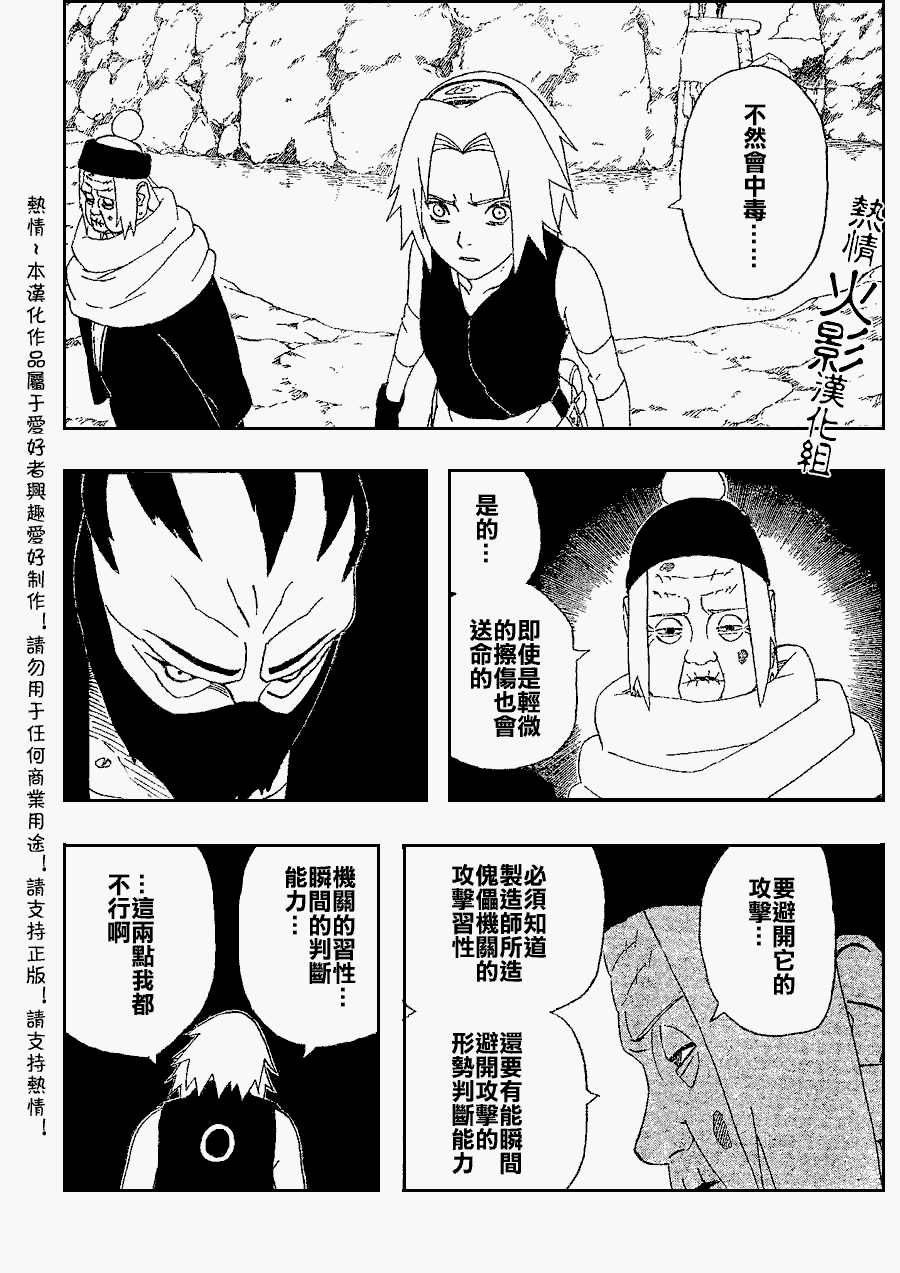 不然會中毒……
熱情
火影漢化組
是的…
即使是輕微
的擦傷也會
送命的
要避開它的
攻擊…
必須知道
製造師所造
傀儡機關的
攻擊習性
還要有能瞬間
避開攻擊的
形勢判斷能力
機關的習性…
瞬間的判斷
能力…
…這兩點我都
不行啊
熱情～本漢化作品屬于愛好者興趣愛好制作！請勿用于任何商業用途！請支持正版！請支持熱情！